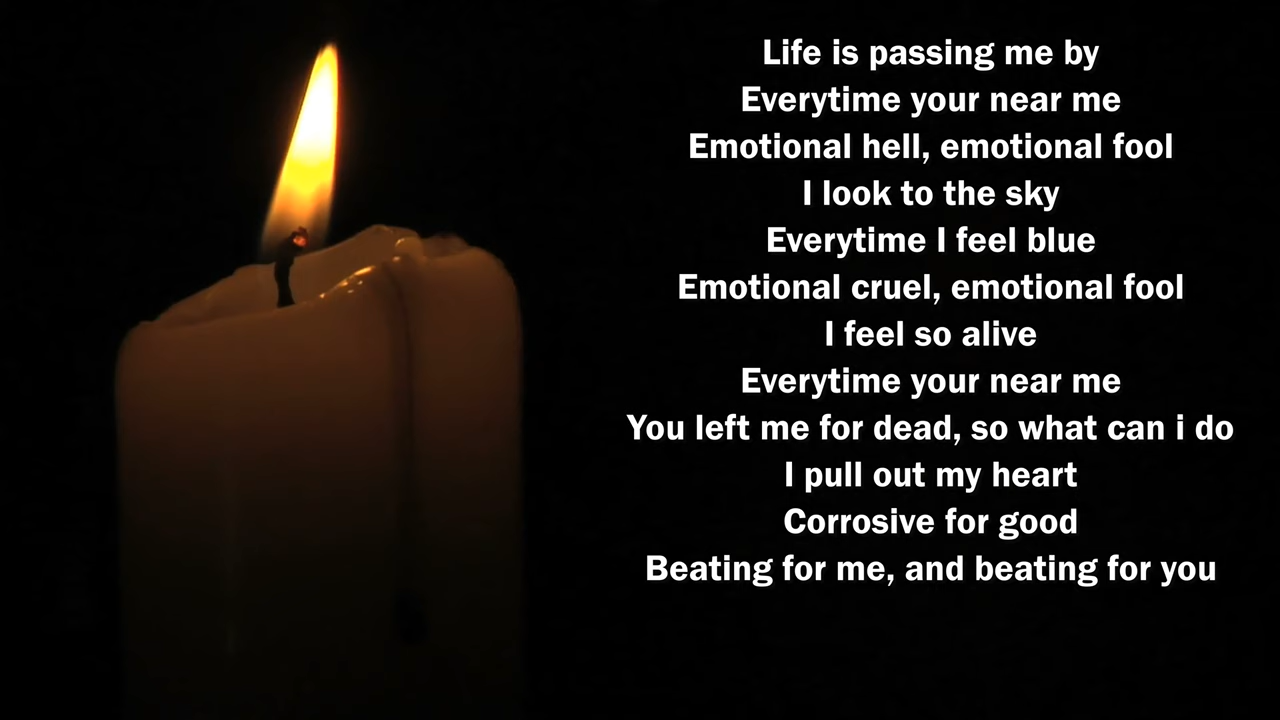 Life is passing me by
Everytime your near me
Emotional hell, emotional fool
I look to the sky
Everytime I feel blue
Emotional cruel, emotional fool
I feel so alive
Everytime your near me
You left me for dead, so what can i do
I pull out my heart
Corrosive for good
Beating for me, and beating for you